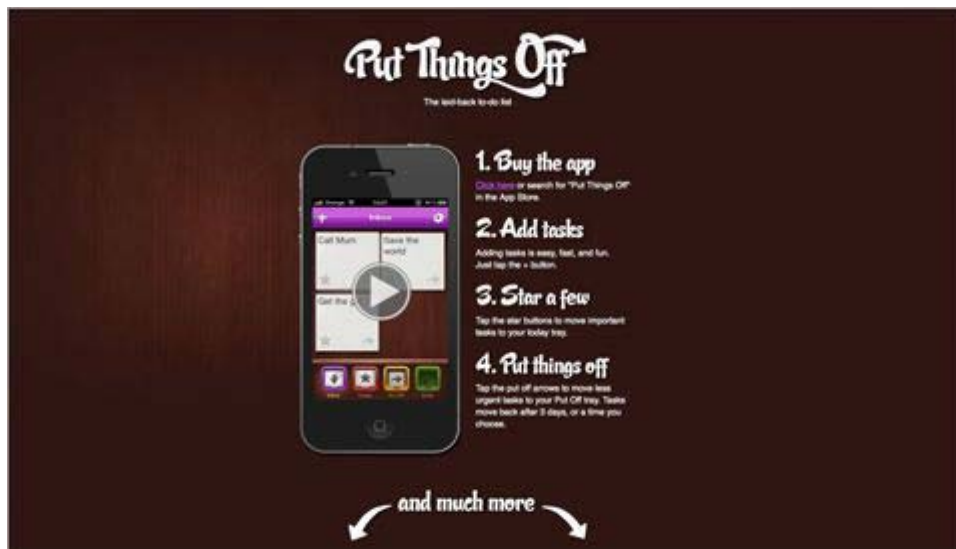 Put Things Off
The laid-back to-do list
1. Buy the app
Click here or search for "Put Things Off"
in the App Store.
2. Add tasks
Adding tasks is easy, fast, and fun.
Just tap the + button.
3. Star a few
Tap the star buttons to move important
tasks to your today tray.
4. Put things off
Tap the put off arrows to move less
urgent tasks to your Put Off tray. Tasks
move back after 3 days, or a time you
choose.
Orange
Inbox
Call Mum
Save the
world
Get the
and much more